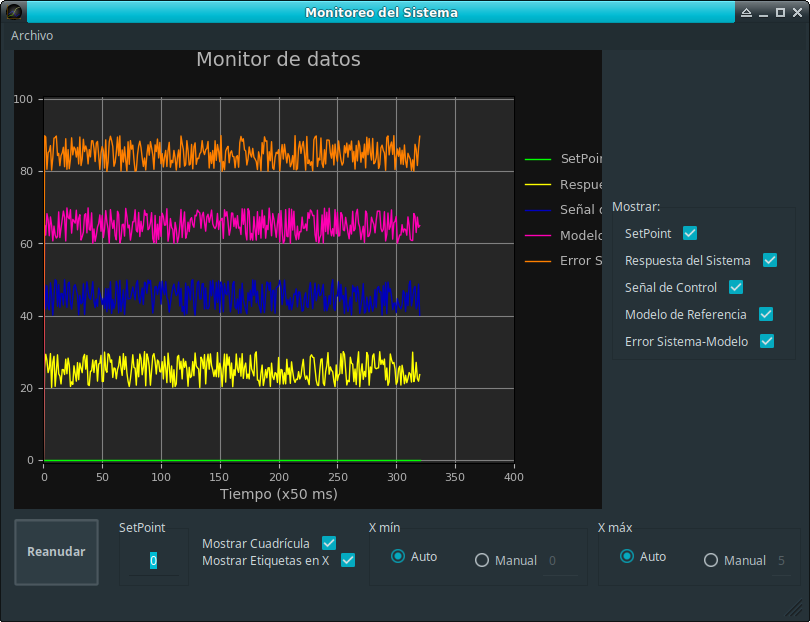 Monitoreo del Sistema
Archivo
Monitor de datos
100
80
60
40
20
0
0 50 100 150 200 250 300 350 400
Tiempo (x50 ms)
SetPoin
Respue
Señal c
Modelo
Error S
Mostrar:
SetPoint
Respuesta del Sistema
Señal de Control
Modelo de Referencia
Error Sistema-Modelo
Reanudar
SetPoint
0
Mostrar Cuadrícula
Mostrar Etiquetas en X
X mín
Auto
Manual 0
X máx
Auto
Manual 5